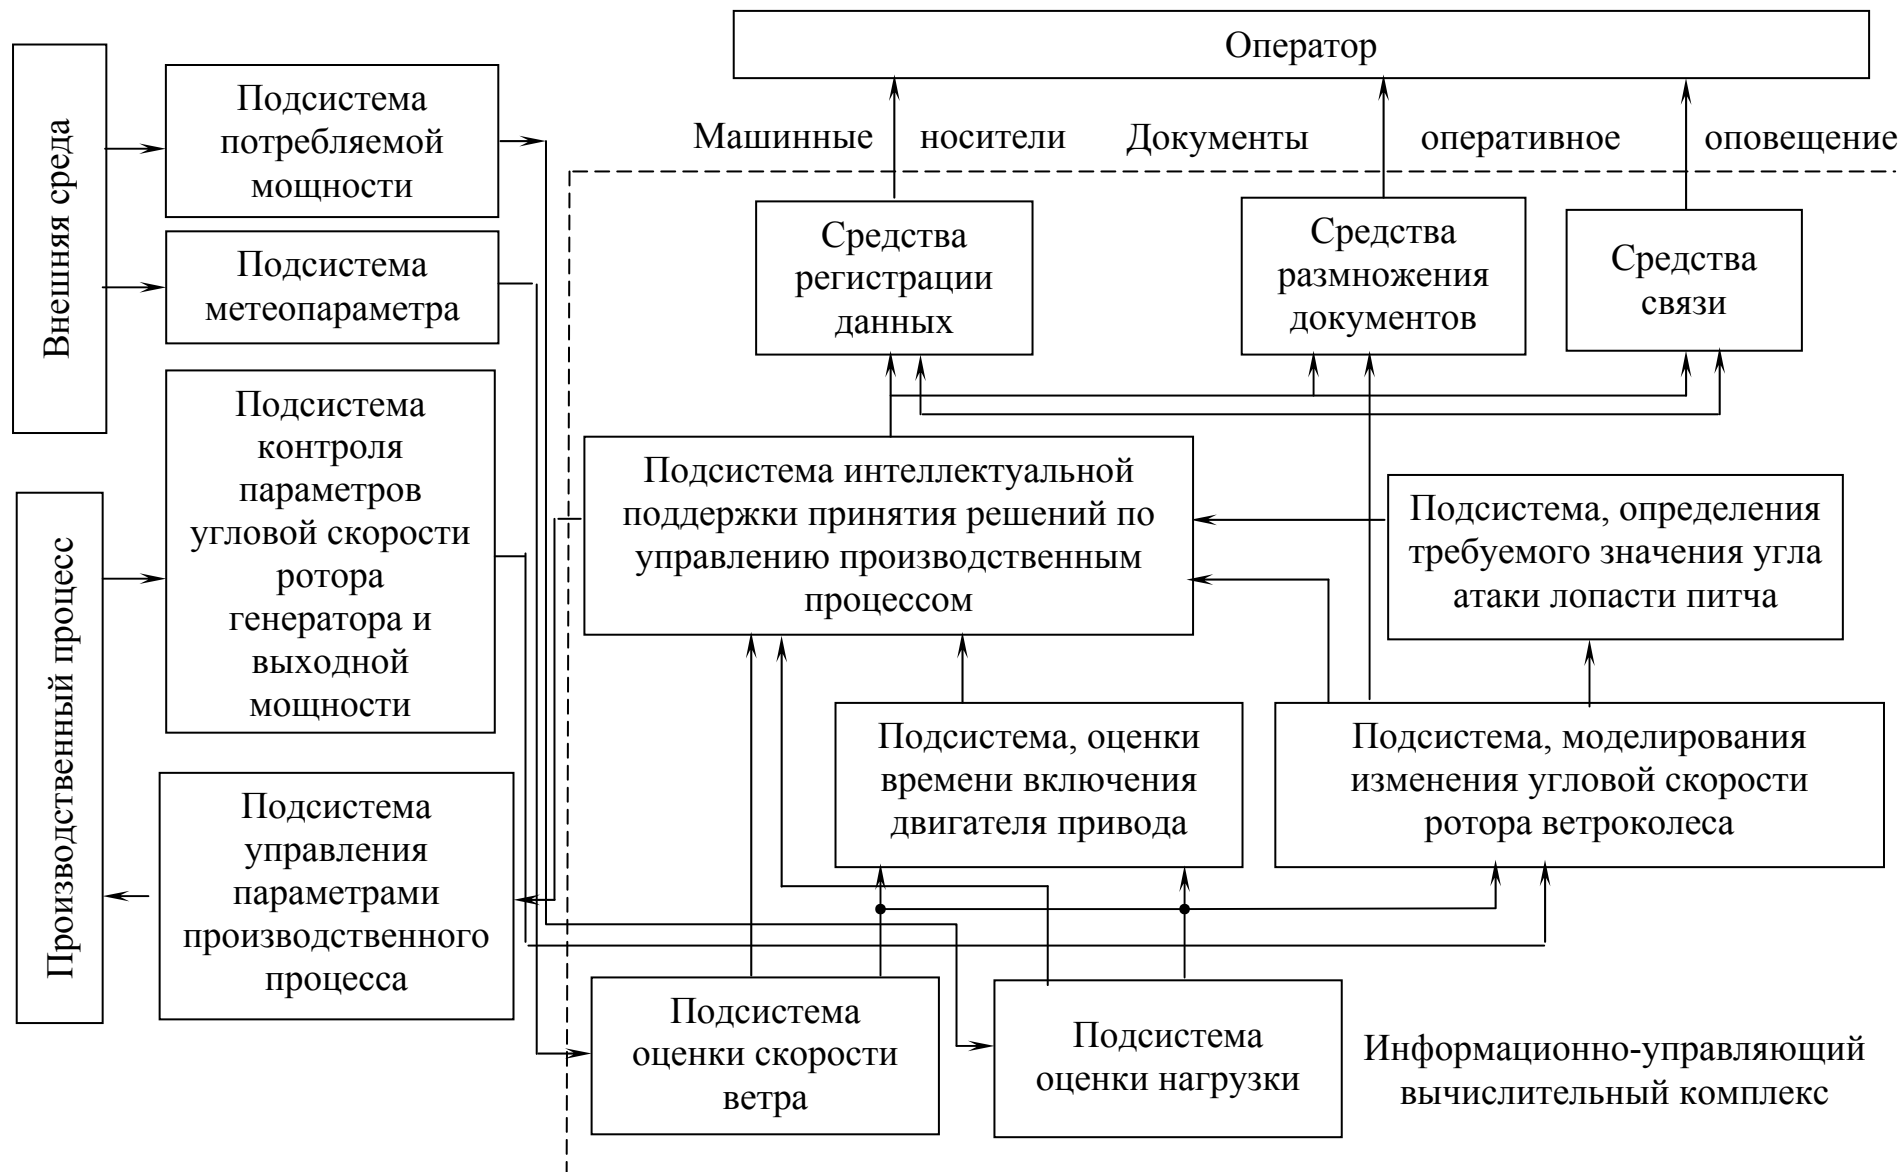 Оператор
Машинные носители Документы оперативное оповещение
Внешняя среда
Подсистема
потребляемой
мощности
Подсистема
метеопараметра
Подсистема
контроля
параметров
угловой скорости
ротора
генератора и
выходной
мощности
Производственный процесс
Подсистема
управления
параметрами
производственного
процесса
Средства
регистрации
данных
Средства
размножения
документов
Средства
связи
Подсистема интеллектуальной
поддержки принятия решений по
управлению производственным
процессом
Подсистема, определения
требуемого значения угла
атаки лопасти питча
Подсистема, оценки
времени включения
двигателя привода
Подсистема, моделирования
изменения угловой скорости
ротора ветроколеса
Подсистема
оценки скорости
ветра
Подсистема
оценки нагрузки
Информационно-управляющий
вычислительный комплекс